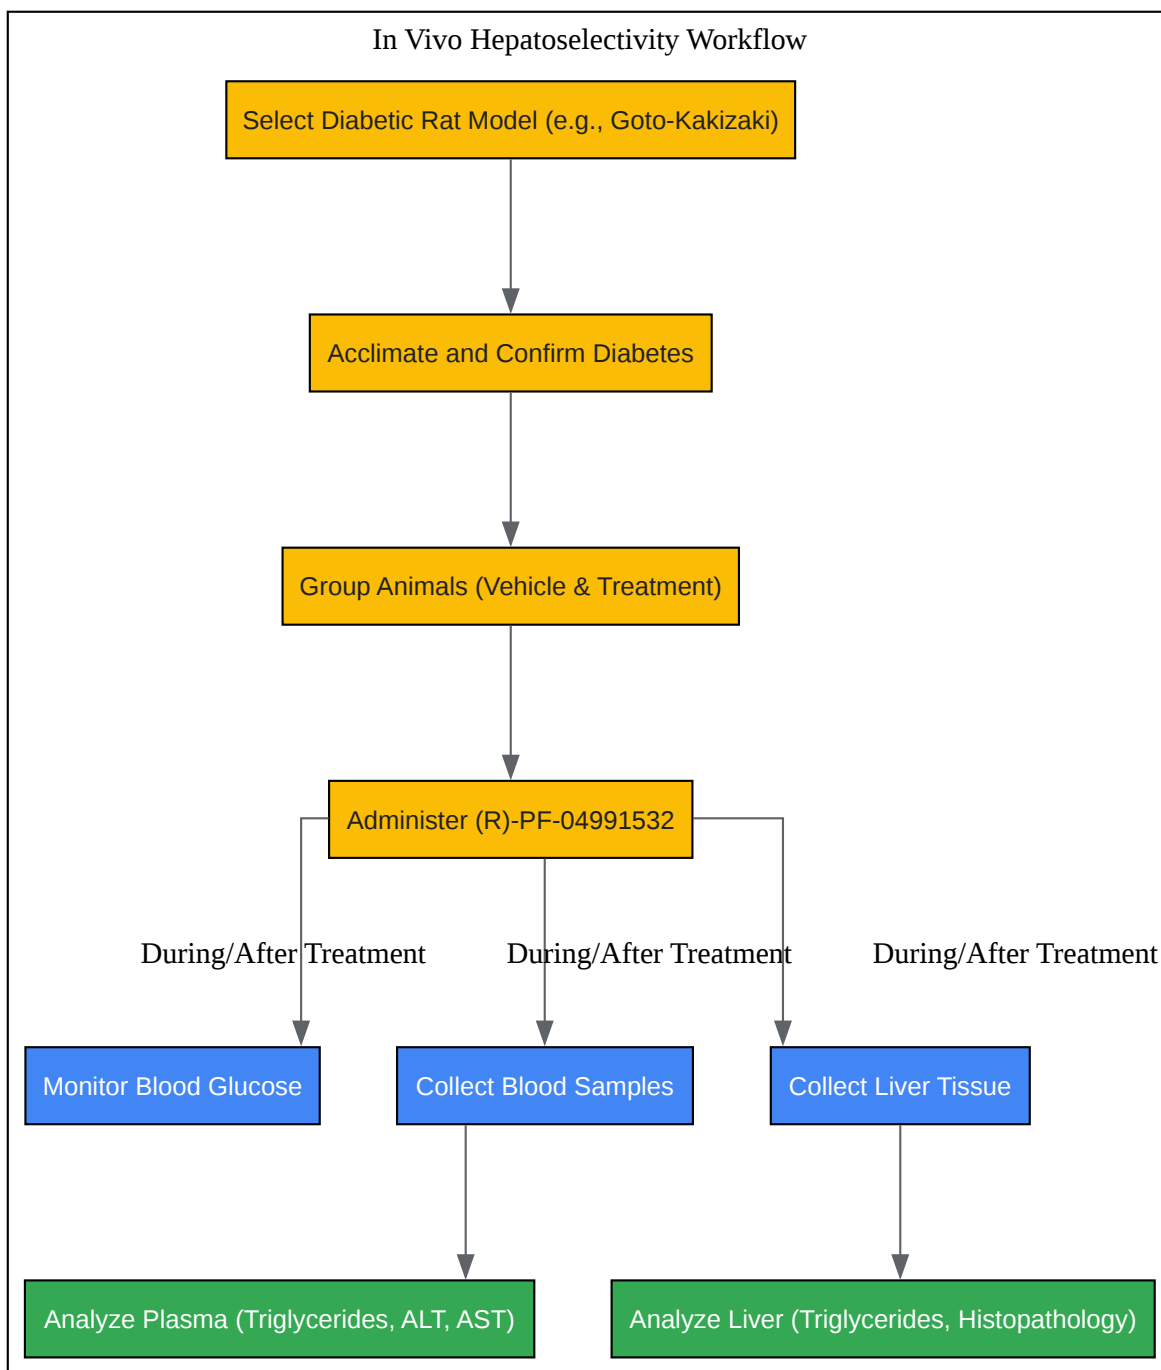 In Vivo Hepatoselectivity Workflow
Select Diabetic Rat Model (e.g., Goto-Kakizaki)
Acclimate and Confirm Diabetes
Group Animals (Vehicle & Treatment)
Administer (R)-PF-04991532
During/After Treatment
During/After Treatment
During/After Treatment
Monitor Blood Glucose
Collect Blood Samples
Collect Liver Tissue
Analyze Plasma (Triglycerides, ALT, AST)
Analyze Liver (Triglycerides, Histopathology)